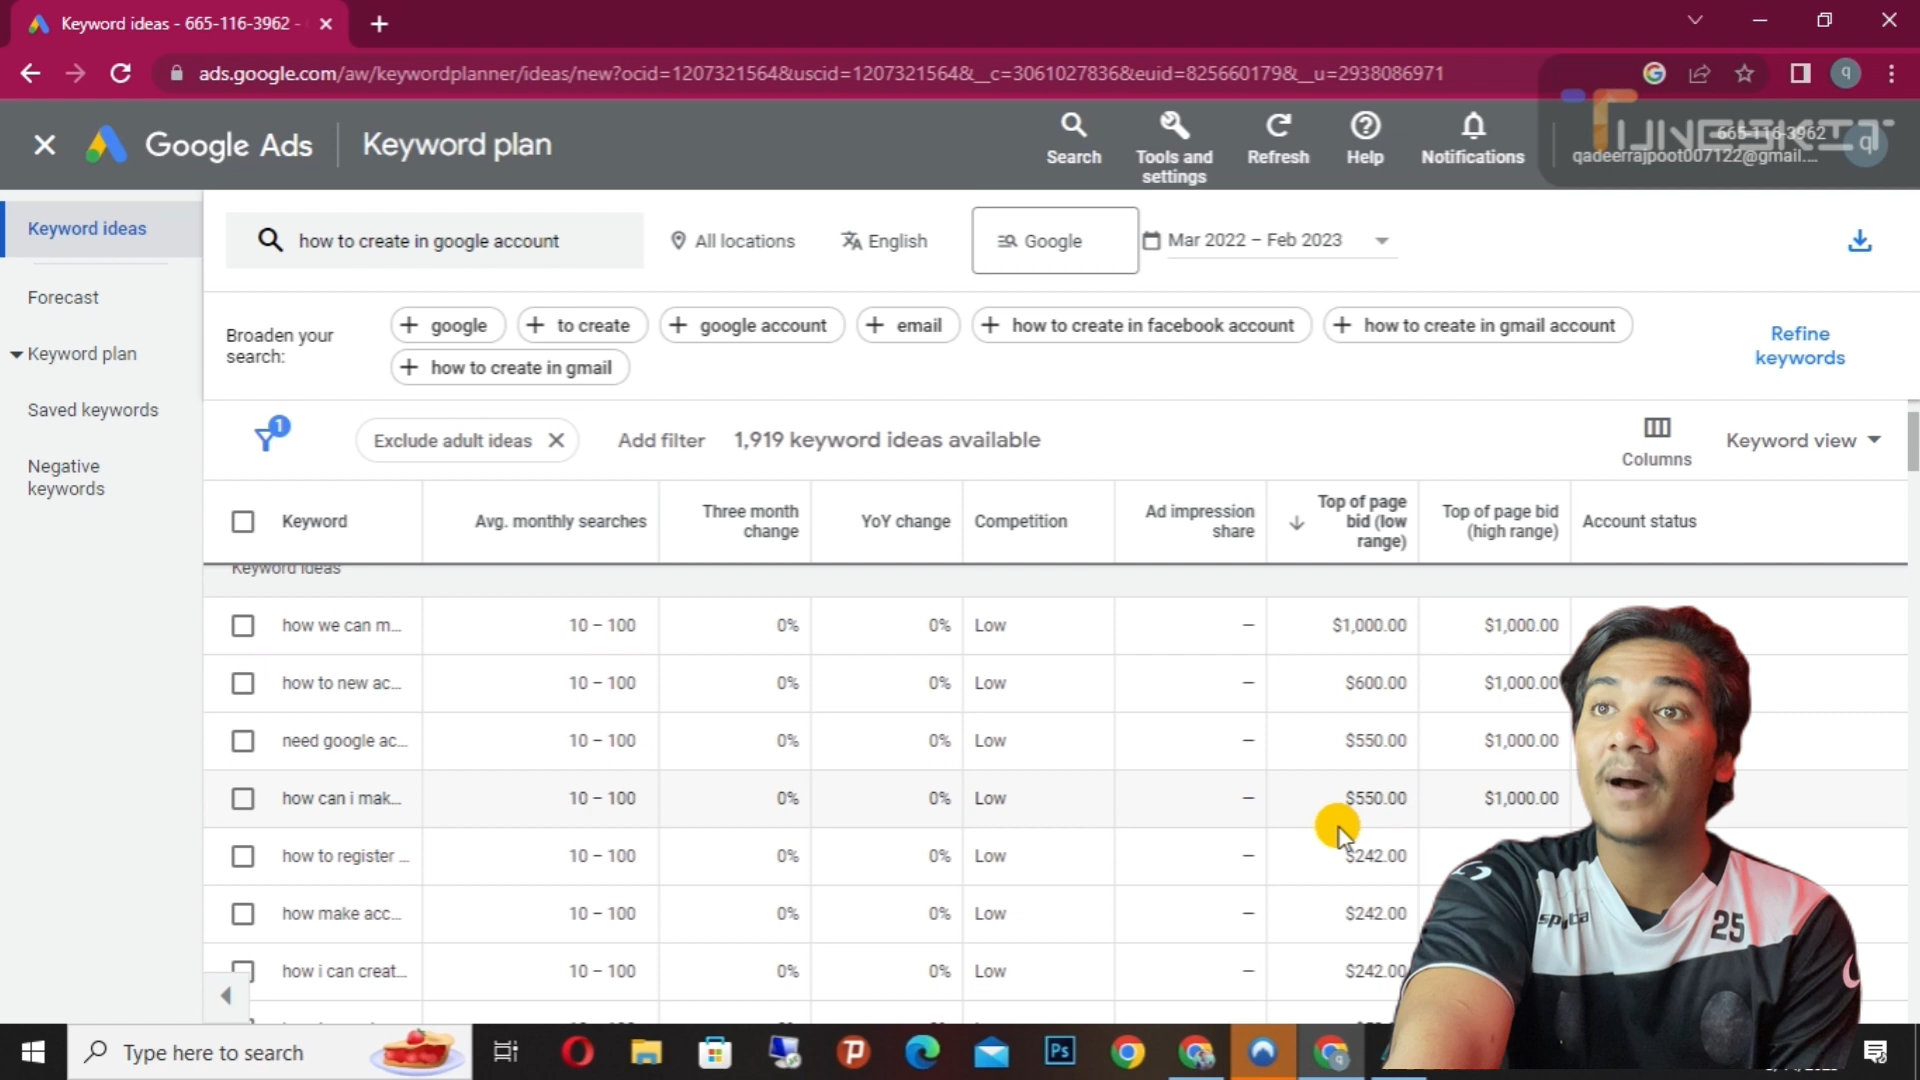 Keyword ideas - 665-116-3962 -
ads.google.com/aw/keywordplanner/ideas/new?ocid=1207321564&uscid=1207321564&__c=3061027836&euid=825660179&__u=2938086971
q
Google Ads
Keyword plan
Search
Tools and
settings
Refresh
Help
Notifications
TUNESKIT
665-116-3962
qadeerrajpoot007122@gmail....
q
Keyword ideas
Forecast
Keyword plan
Saved keywords
Negative
keywords
how to create in google account
All locations
English
Google
Mar 2022 – Feb 2023
Broaden your
search:
google
to create
google account
email
how to create in facebook account
how to create in gmail account
how to create in gmail
Refine
keywords
1
Exclude adult ideas
Add filter
1,919 keyword ideas available
Columns
Keyword view
Keyword
Avg. monthly searches
Three month
change
YoY change
Competition
Ad impression
share
Top of page
bid (low
range)
Top of page bid
(high range)
Account status
Keyword ideas
how we can m... 10 – 100 0% 0% Low – $1,000.00 $1,000.00
how to new ac... 10 – 100 0% 0% Low – $600.00 $1,000.00
need google ac... 10 – 100 0% 0% Low – $550.00 $1,000.00
how can i mak... 10 – 100 0% 0% Low – $550.00 $1,000.00
how to register ... 10 – 100 0% 0% Low – $242.00
how make acc... 10 – 100 0% 0% Low – $242.00
how i can creat... 10 – 100 0% 0% Low – $242.00
25
Type here to search
Ps